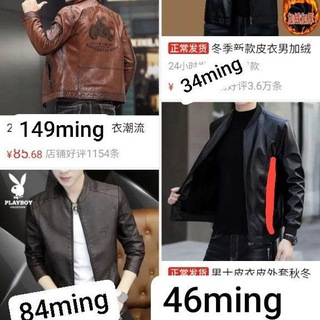 正常发货 冬季新款皮衣男加绒
24小时
款
34ming
好评3.6万条
2
149ming
衣潮流
¥85.68 店铺好评1154条
PLAYBOY
84ming
46ming
正常发货 男士皮衣皮外套秋冬